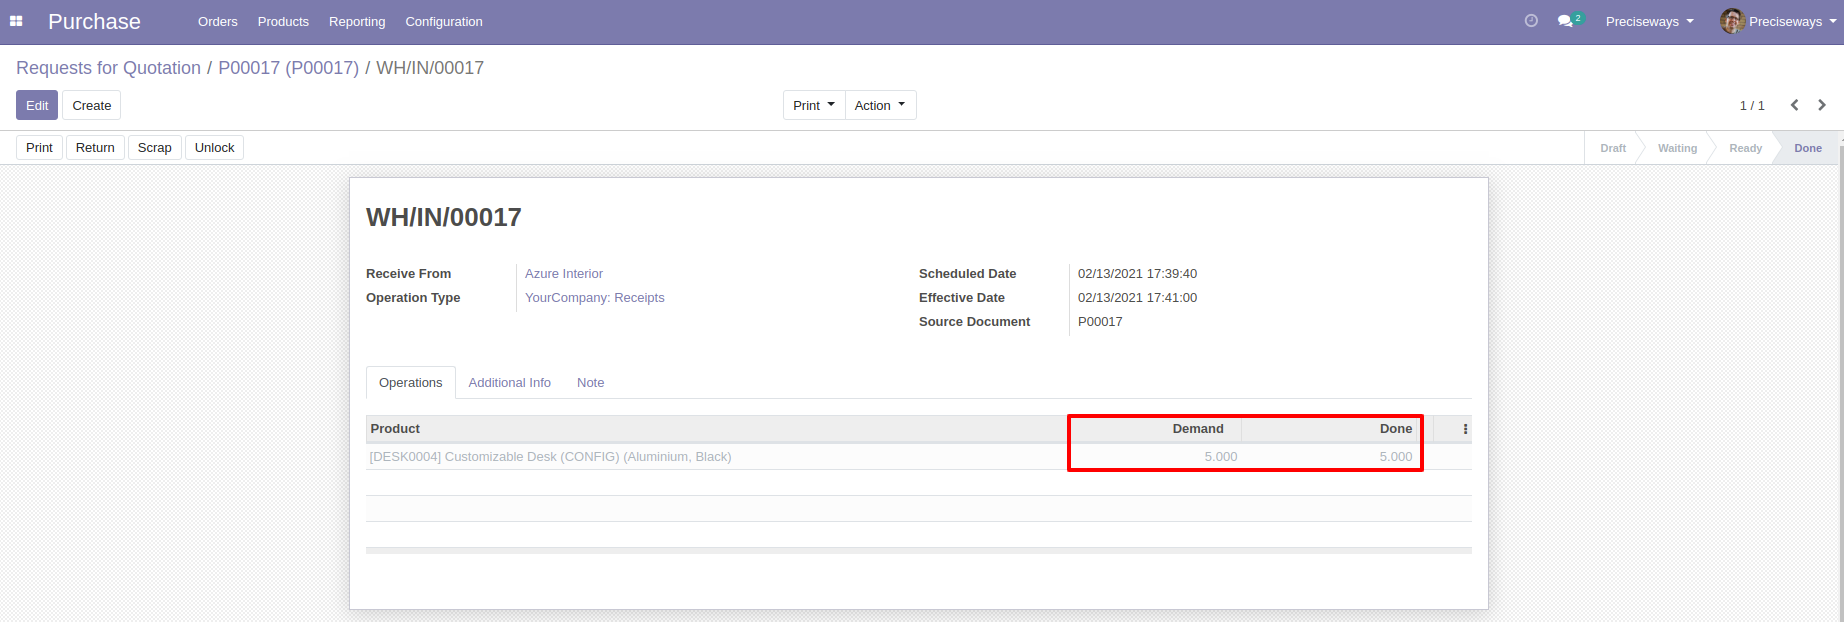 Purchase Orders Products Reporting Configuration 2 Preciseways Preciseways
Requests for Quotation / P00017 (P00017) / WH/IN/00017
Edit Create Print Action 1 / 1
Print Return Scrap Unlock Draft Waiting Ready Done
WH/IN/00017
Receive From Azure Interior Scheduled Date 02/13/2021 17:39:40
Operation Type YourCompany: Receipts Effective Date 02/13/2021 17:41:00
Source Document P00017
Operations Additional Info Note
Product Demand Done
[DESK0004] Customizable Desk (CONFIG) (Aluminium, Black) 5.000 5.000